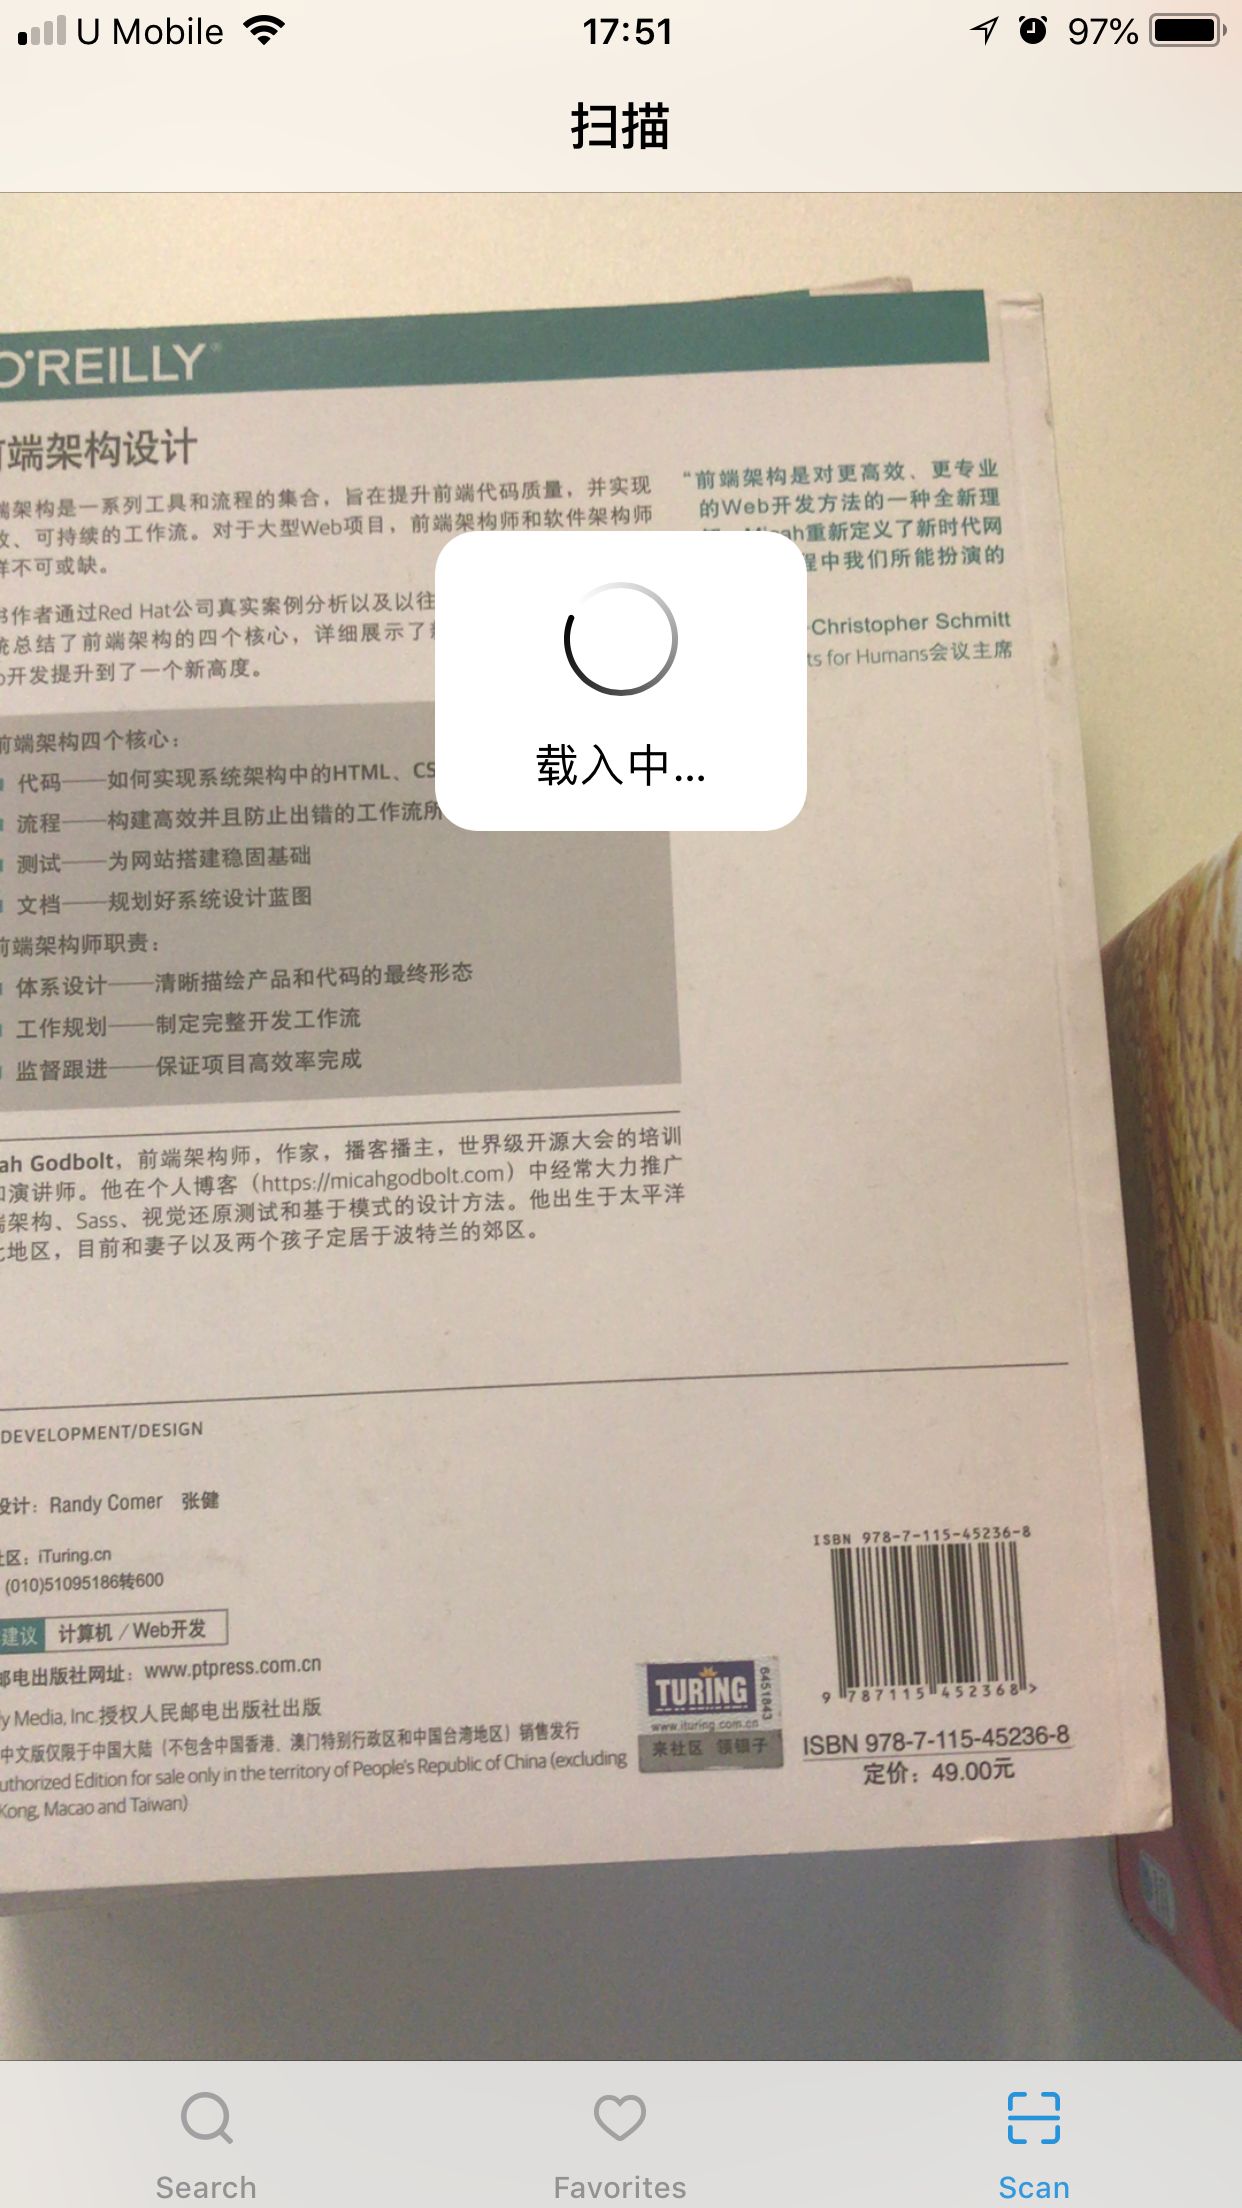 U Mobile
17:51
97%
扫描
O'REILLY®
端架构设计
端架构是一系列工具和流程的集合，旨在提升前端代码质量，并实现
、可持续的工作流。对于大型Web项目，前端架构师和软件架构师
样不可或缺。
书作者通过Red Hat公司真实案例分析以及以往
统总结了前端架构的四个核心，详细展示了
开发提升到了一个新高度。
前端架构四个核心：
代码——如何实现系统架构中的HTML、CS
流程——构建高效并且防止出错的工作流所
测试——为网站搭建稳固基础
文档——规划好系统设计蓝图
前端架构师职责：
体系设计——清晰描绘产品和代码的最终形态
工作规划——制定完整开发工作流
监督跟进——保证项目高效率完成
“前端架构是对更高效、更专业
的Web开发方法的一种全新理
Micah重新定义了新时代网
程中我们所能扮演的
-Christopher Schmitt
ts for Humans会议主席
载入中...
ah Godbolt，前端架构师，作家，播客播主，世界级开源大会的培训
演讲师。他在个人博客（https://micahgodbolt.com）中经常大力推广
端架构、Sass、视觉还原测试和基于模式的设计方法。他出生于太平洋
地区，目前和妻子以及两个孩子定居于波特兰的郊区。
DEVELOPMENT/DESIGN
设计：Randy Comer 张健
社区：iTuring.cn
(010)51095186转600
建议 计算机／Web开发
邮电出版社网址：www.ptpress.com.cn
ly Media, Inc.授权人民邮电出版社出版
中文版仅限于中国大陆（不包含中国香港、澳门特别行政区和中国台湾地区）销售发行
uthorized Edition for sale only in the territory of People's Republic of China (excluding
Kong, Macao and Taiwan)
TURING
6451843
www.ituring.com.cn
来社区 领银子
ISBN 978-7-115-45236-8
9 787115 452368 >
ISBN 978-7-115-45236-8
定价：49.00元
Search
Favorites
Scan